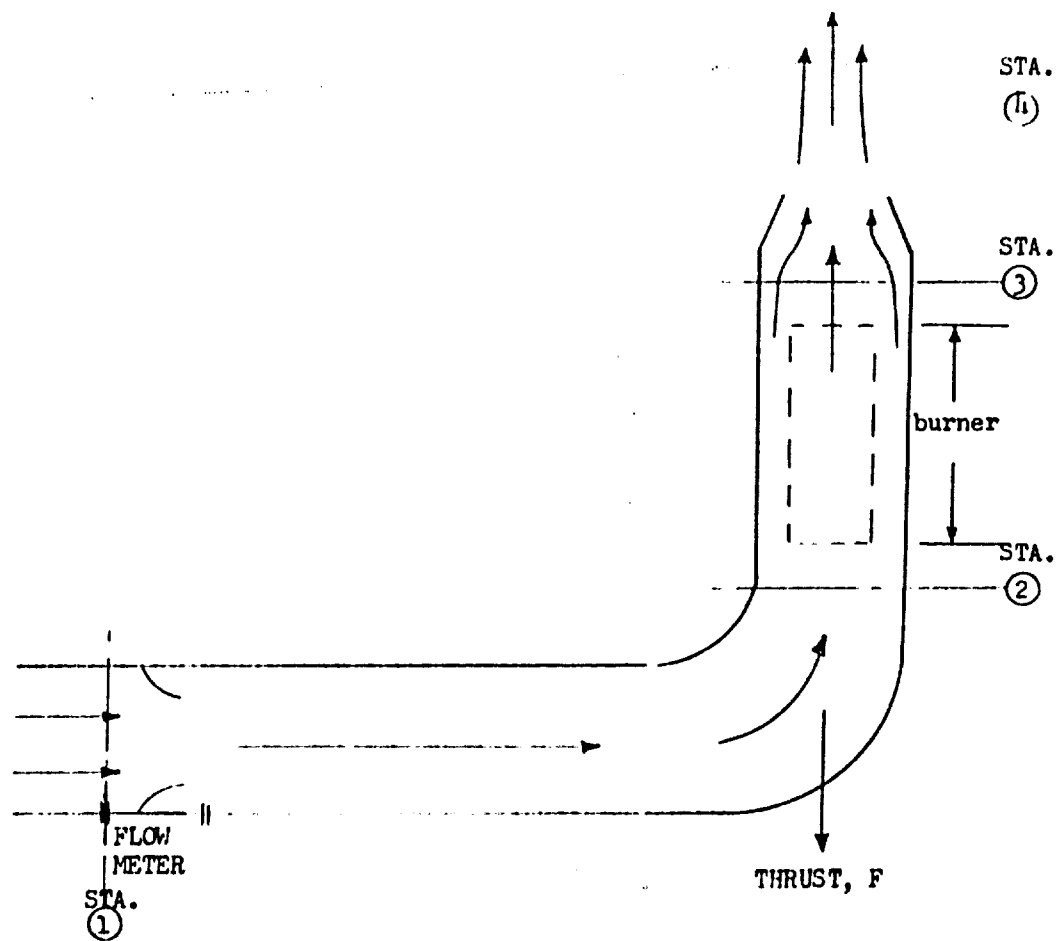 STA.
④
STA.
③
burner
STA.
②
FLOW
METER
STA.
①
THRUST, F